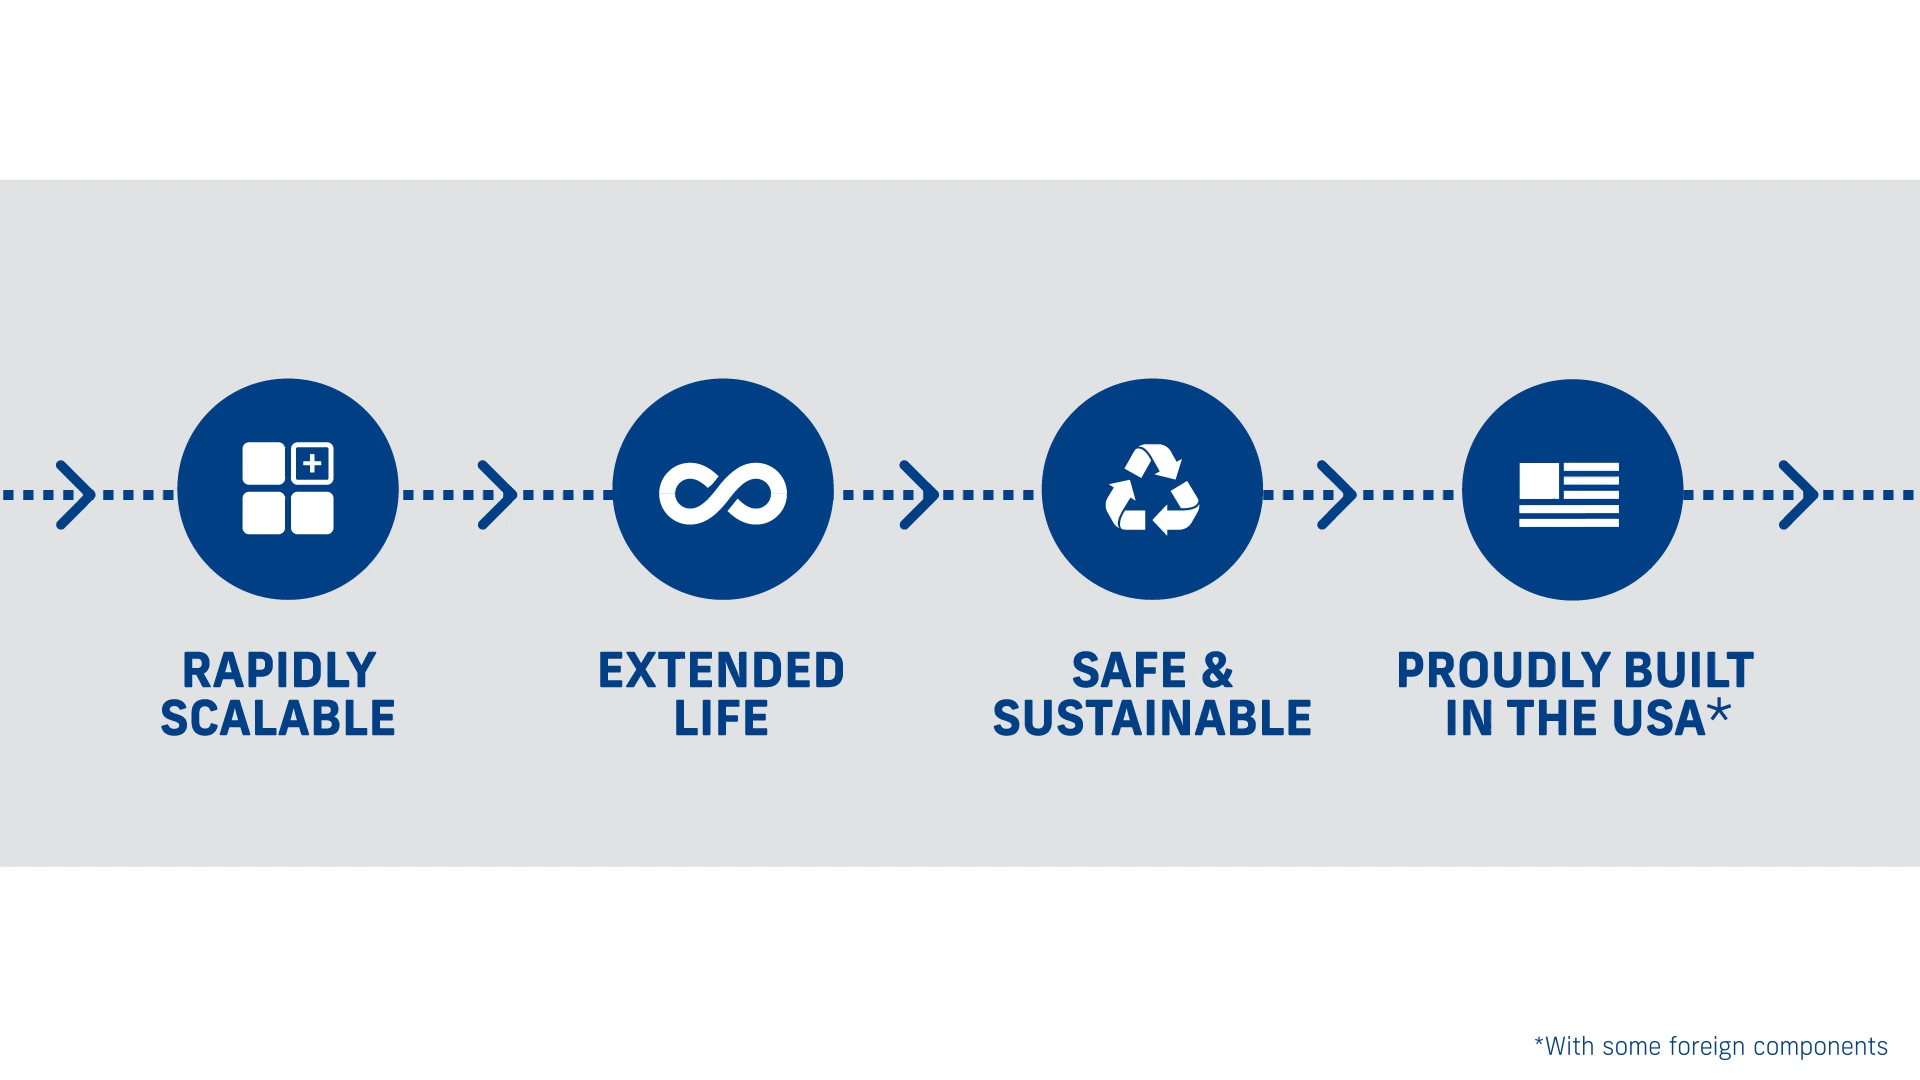 RAPIDLY
SCALABLE
EXTENDED
LIFE
SAFE &
SUSTAINABLE
PROUDLY BUILT
IN THE USA*
*With some foreign components